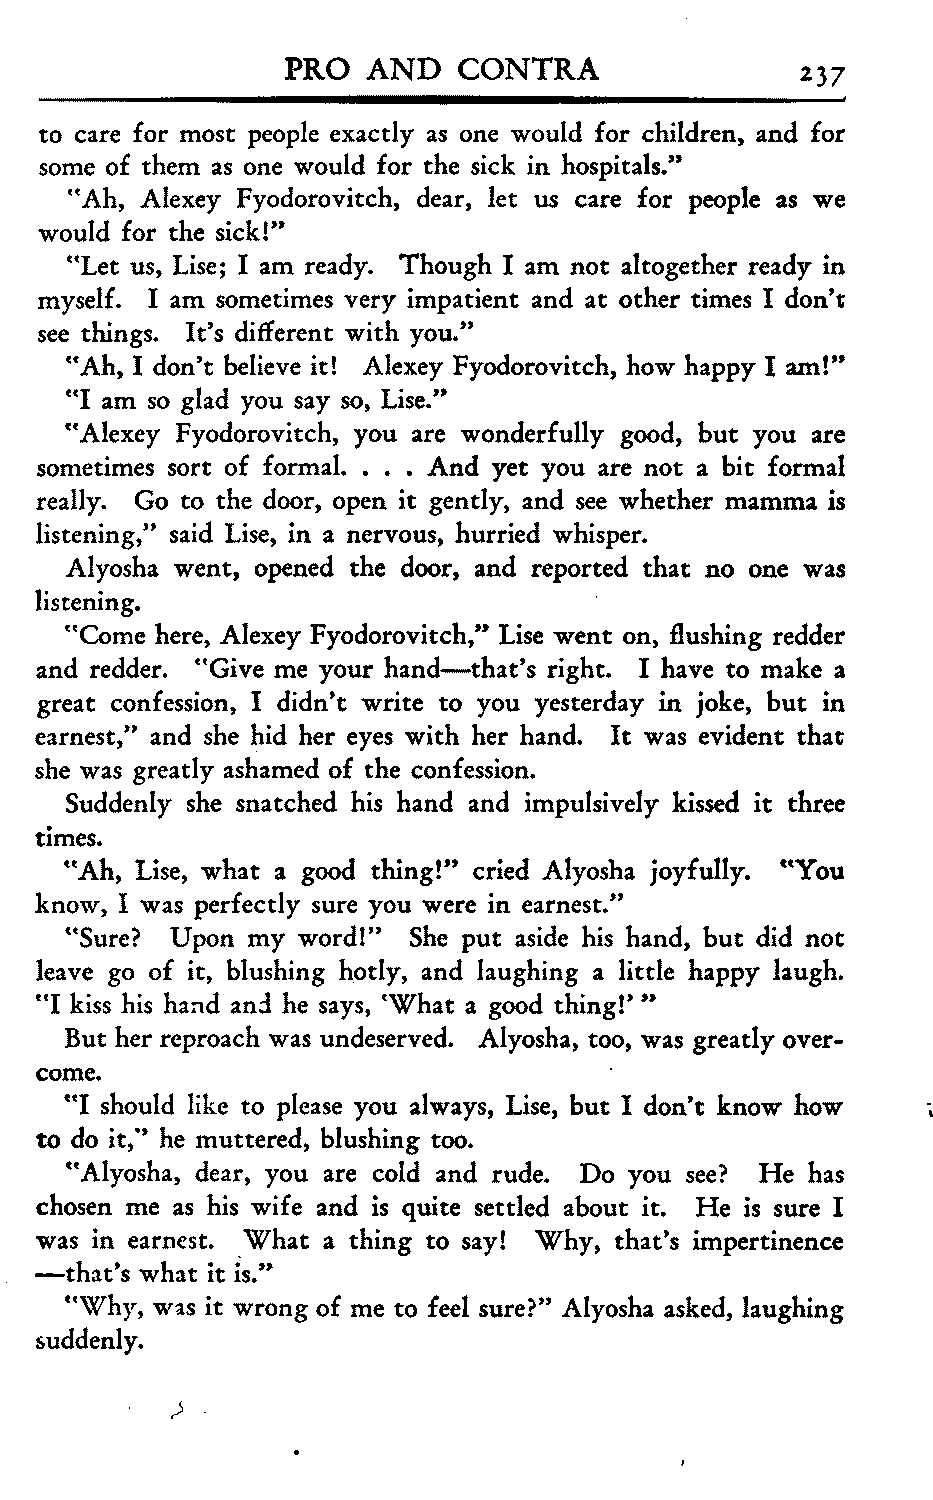 PRO AND CONTRA 237
to care for most people exactly as one would for children, and for
some of them as one would for the sick in hospitals."
"Ah, Alexey Fyodorovitch, dear, let us care for people as we
would for the sick!"
"Let us, Lise; I am ready. Though I am not altogether ready in
myself. I am sometimes very impatient and at other times I don't
see things. It's different with you."
"Ah, I don't believe it! Alexey Fyodorovitch, how happy I am!"
"I am so glad you say so, Lise."
"Alexey Fyodorovitch, you are wonderfully good, but you are
sometimes sort of formal. . . . And yet you are not a bit formal
really. Go to the door, open it gently, and see whether mamma is
listening," said Lise, in a nervous, hurried whisper.
Alyosha went, opened the door, and reported that no one was
listening.
"Come here, Alexey Fyodorovitch," Lise went on, flushing redder
and redder. "Give me your hand—that's right. I have to make a
great confession, I didn't write to you yesterday in joke, but in
earnest," and she hid her eyes with her hand. It was evident that
she was greatly ashamed of the confession.
Suddenly she snatched his hand and impulsively kissed it three
times.
"Ah, Lise, what a good thing!" cried Alyosha joyfully. "You
know, I was perfectly sure you were in earnest."
"Sure? Upon my word!" She put aside his hand, but did not
leave go of it, blushing hotly, and laughing a little happy laugh.
"I kiss his hand and he says, 'What a good thing!' "
But her reproach was undeserved. Alyosha, too, was greatly over-
come.
"I should like to please you always, Lise, but I don't know how
to do it," he muttered, blushing too.
"Alyosha, dear, you are cold and rude. Do you see? He has
chosen me as his wife and is quite settled about it. He is sure I
was in earnest. What a thing to say! Why, that's impertinence
—that's what it is."
"Why, was it wrong of me to feel sure?" Alyosha asked, laughing
suddenly.